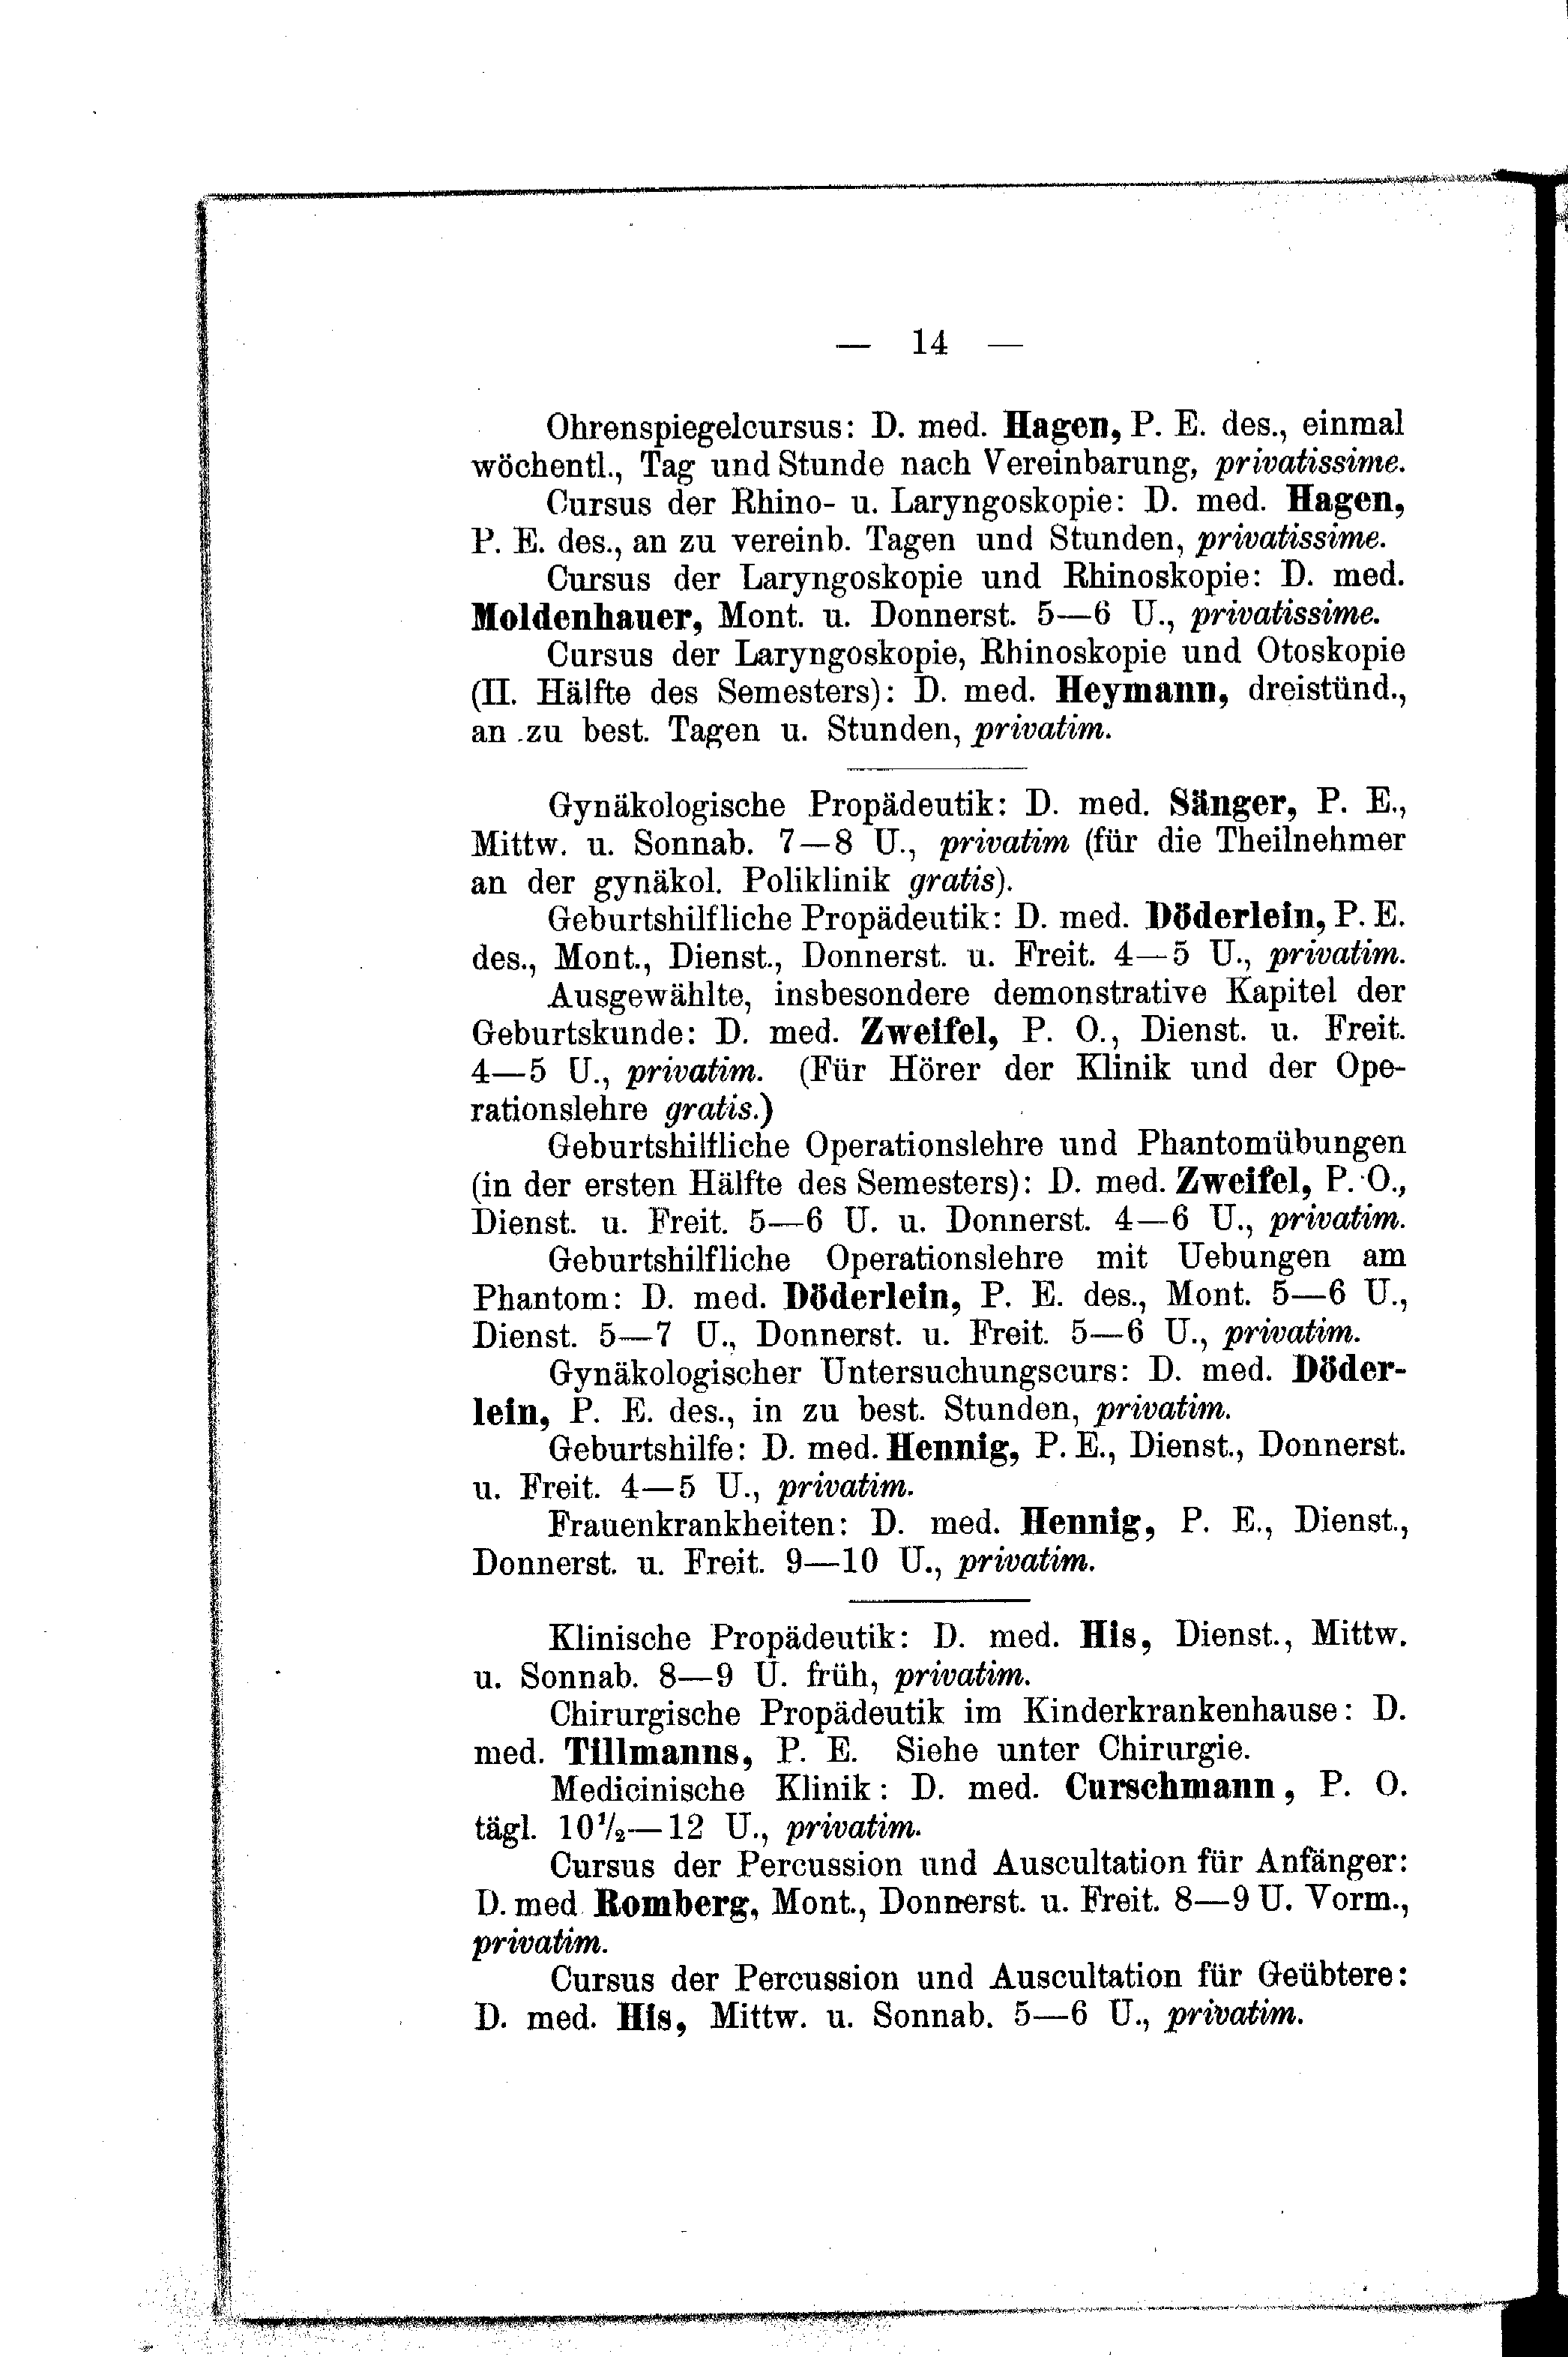 — 14 —
Ohrenspiegelcursus: D. med. Hagen, P. E. des., einmal
wöchentl., Tag und Stunde nach Vereinbarung, privatissime.
Cursus der Rhino- u. Laryngoskopie: D. med. Hagen,
P. E. des., an zu vereinb. Tagen und Stunden, privatissime.
Cursus der Laryngoskopie und Rhinoskopie: D. med.
Moldenhauer, Mont. u. Donnerst. 5—6 U., privatissime.
Cursus der Laryngoskopie, Rhinoskopie und Otoskopie
(II. Hälfte des Semesters): D. med. Heymann, dreistünd.,
an zu best. Tagen u. Stunden, privatim.
Gynäkologische Propädeutik: D. med. Sänger, P. E.,
Mittw. u. Sonnab. 7—8 U., privatim (für die Theilnehmer
an der gynäkol. Poliklinik gratis).
Geburtshilfliche Propädeutik: D. med. Döderlein, P. E.
des., Mont., Dienst., Donnerst. u. Freit. 4—5 U., privatim.
Ausgewählte, insbesondere demonstrative Kapitel der
Geburtskunde: D. med. Zweifel, P. O., Dienst. u. Freit.
4—5 U., privatim. (Für Hörer der Klinik und der Ope-
rationslehre gratis.)
Geburtshilfliche Operationslehre und Phantomübungen
(in der ersten Hälfte des Semesters): D. med. Zweifel, P. O.,
Dienst. u. Freit. 5—6 U. u. Donnerst. 4—6 U., privatim.
Geburtshilfliche Operationslehre mit Uebungen am
Phantom: D. med. Döderlein, P. E. des., Mont. 5—6 U.,
Dienst. 5—7 U., Donnerst. u. Freit. 5—6 U., privatim.
Gynäkologischer Untersuchungscurs: D. med. Döder-
lein, P. E. des., in zu best. Stunden, privatim.
Geburtshilfe: D. med. Hennig, P. E., Dienst., Donnerst.
u. Freit. 4—5 U., privatim.
Frauenkrankheiten: D. med. Hennig, P. E., Dienst.,
Donnerst. u. Freit. 9—10 U., privatim.
Klinische Propädeutik: D. med. His, Dienst., Mittw.
u. Sonnab. 8—9 U. früh, privatim.
Chirurgische Propädeutik im Kinderkrankenhause: D.
med. Tillmanns, P. E. Siehe unter Chirurgie.
Medicinische Klinik: D. med. Curschmann, P. O.
tägl. 10½—12 U., privatim.
Cursus der Percussion und Auscultation für Anfänger:
D. med. Romberg, Mont., Donnerst. u. Freit. 8—9 U. Vorm.,
privatim.
Cursus der Percussion und Auscultation für Geübtere:
D. med. His, Mittw. u. Sonnab. 5—6 U., privatim.